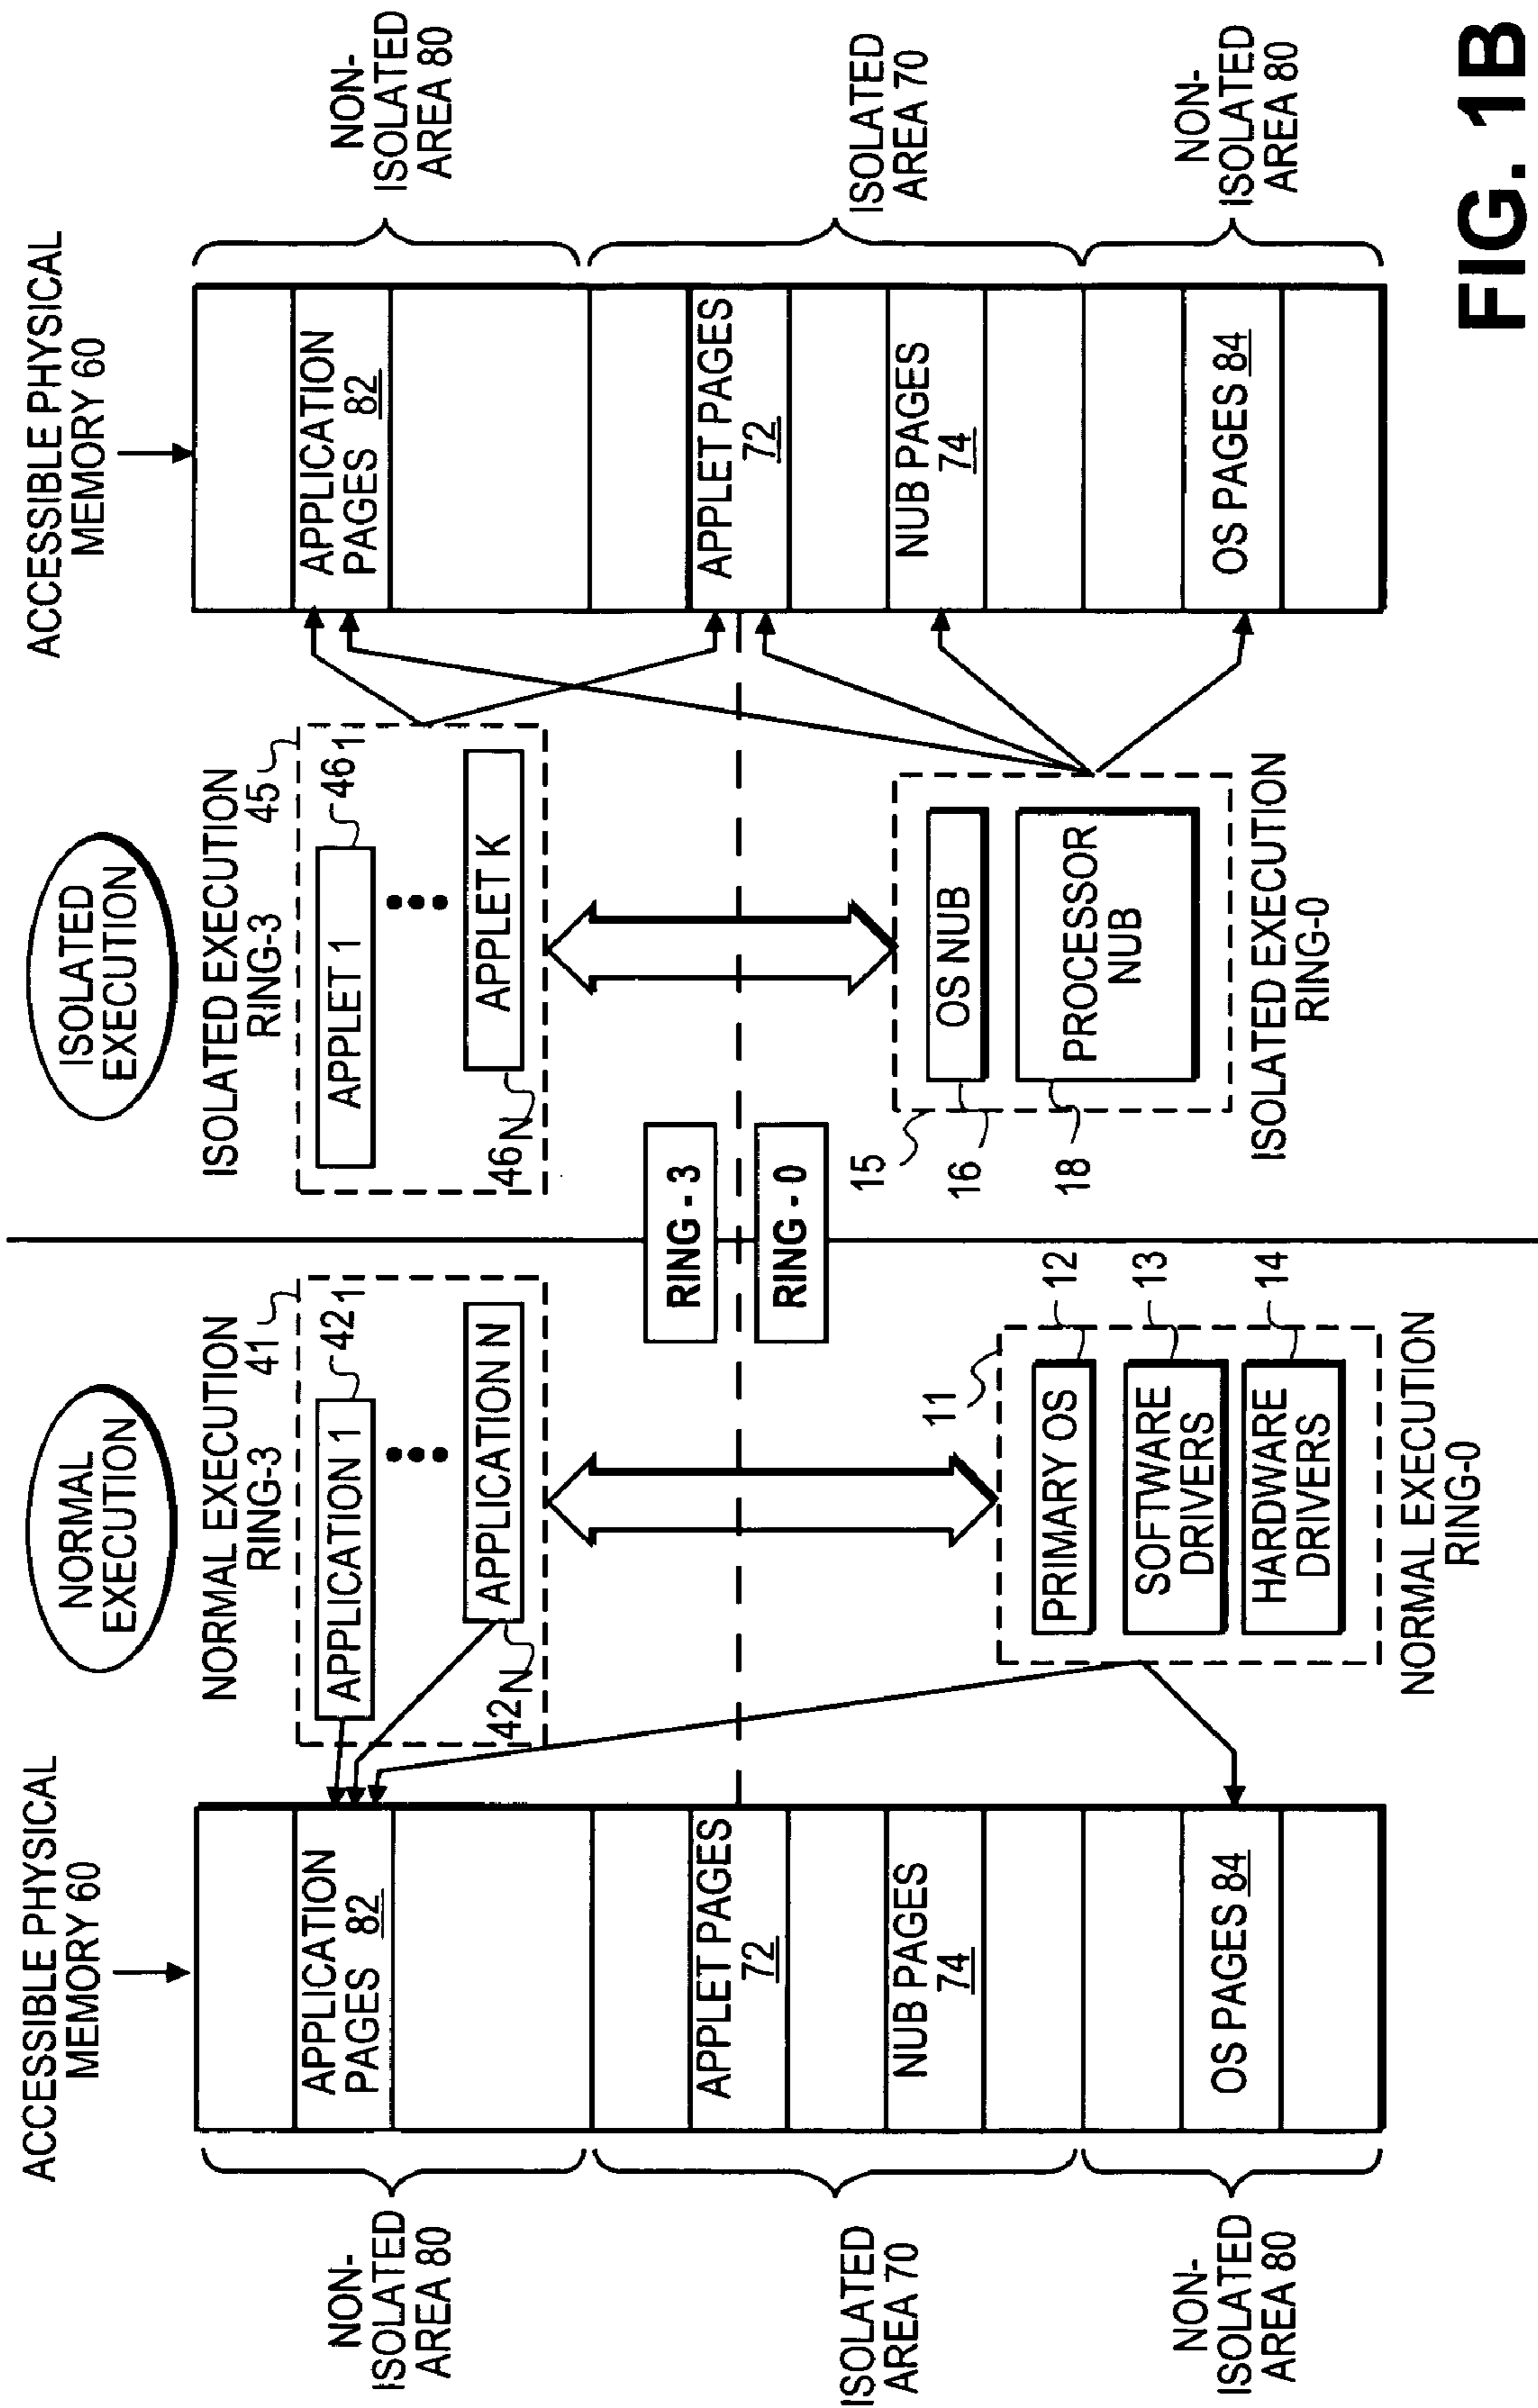 ACCESSIBLE PHYSICAL
MEMORY 60
NON-
ISOLATED
AREA 80
ISOLATED
AREA 70
NON-
ISOLATED
AREA 80
APPLICATION
PAGES 82
APPLET PAGES
72
NUB PAGES
74
OS PAGES 84
NORMAL
EXECUTION
NORMAL EXECUTION
RING-3
41
APPLICATION 1
42 1
APPLICATION N
42 N
RING - 3
RING - 0
11
PRIMARY OS
12
SOFTWARE
DRIVERS
13
HARDWARE
DRIVERS
14
NORMAL EXECUTION
RING-0
ISOLATED
EXECUTION
ISOLATED EXECUTION
RING-3
45
APPLET 1
46 1
APPLET K
46 N
15
OS NUB
16
PROCESSOR
NUB
18
ISOLATED EXECUTION
RING-0
ACCESSIBLE PHYSICAL
MEMORY 60
APPLICATION
PAGES 82
APPLET PAGES
72
NUB PAGES
74
OS PAGES 84
NON-
ISOLATED
AREA 80
ISOLATED
AREA 70
NON-
ISOLATED
AREA 80
FIG. 1B